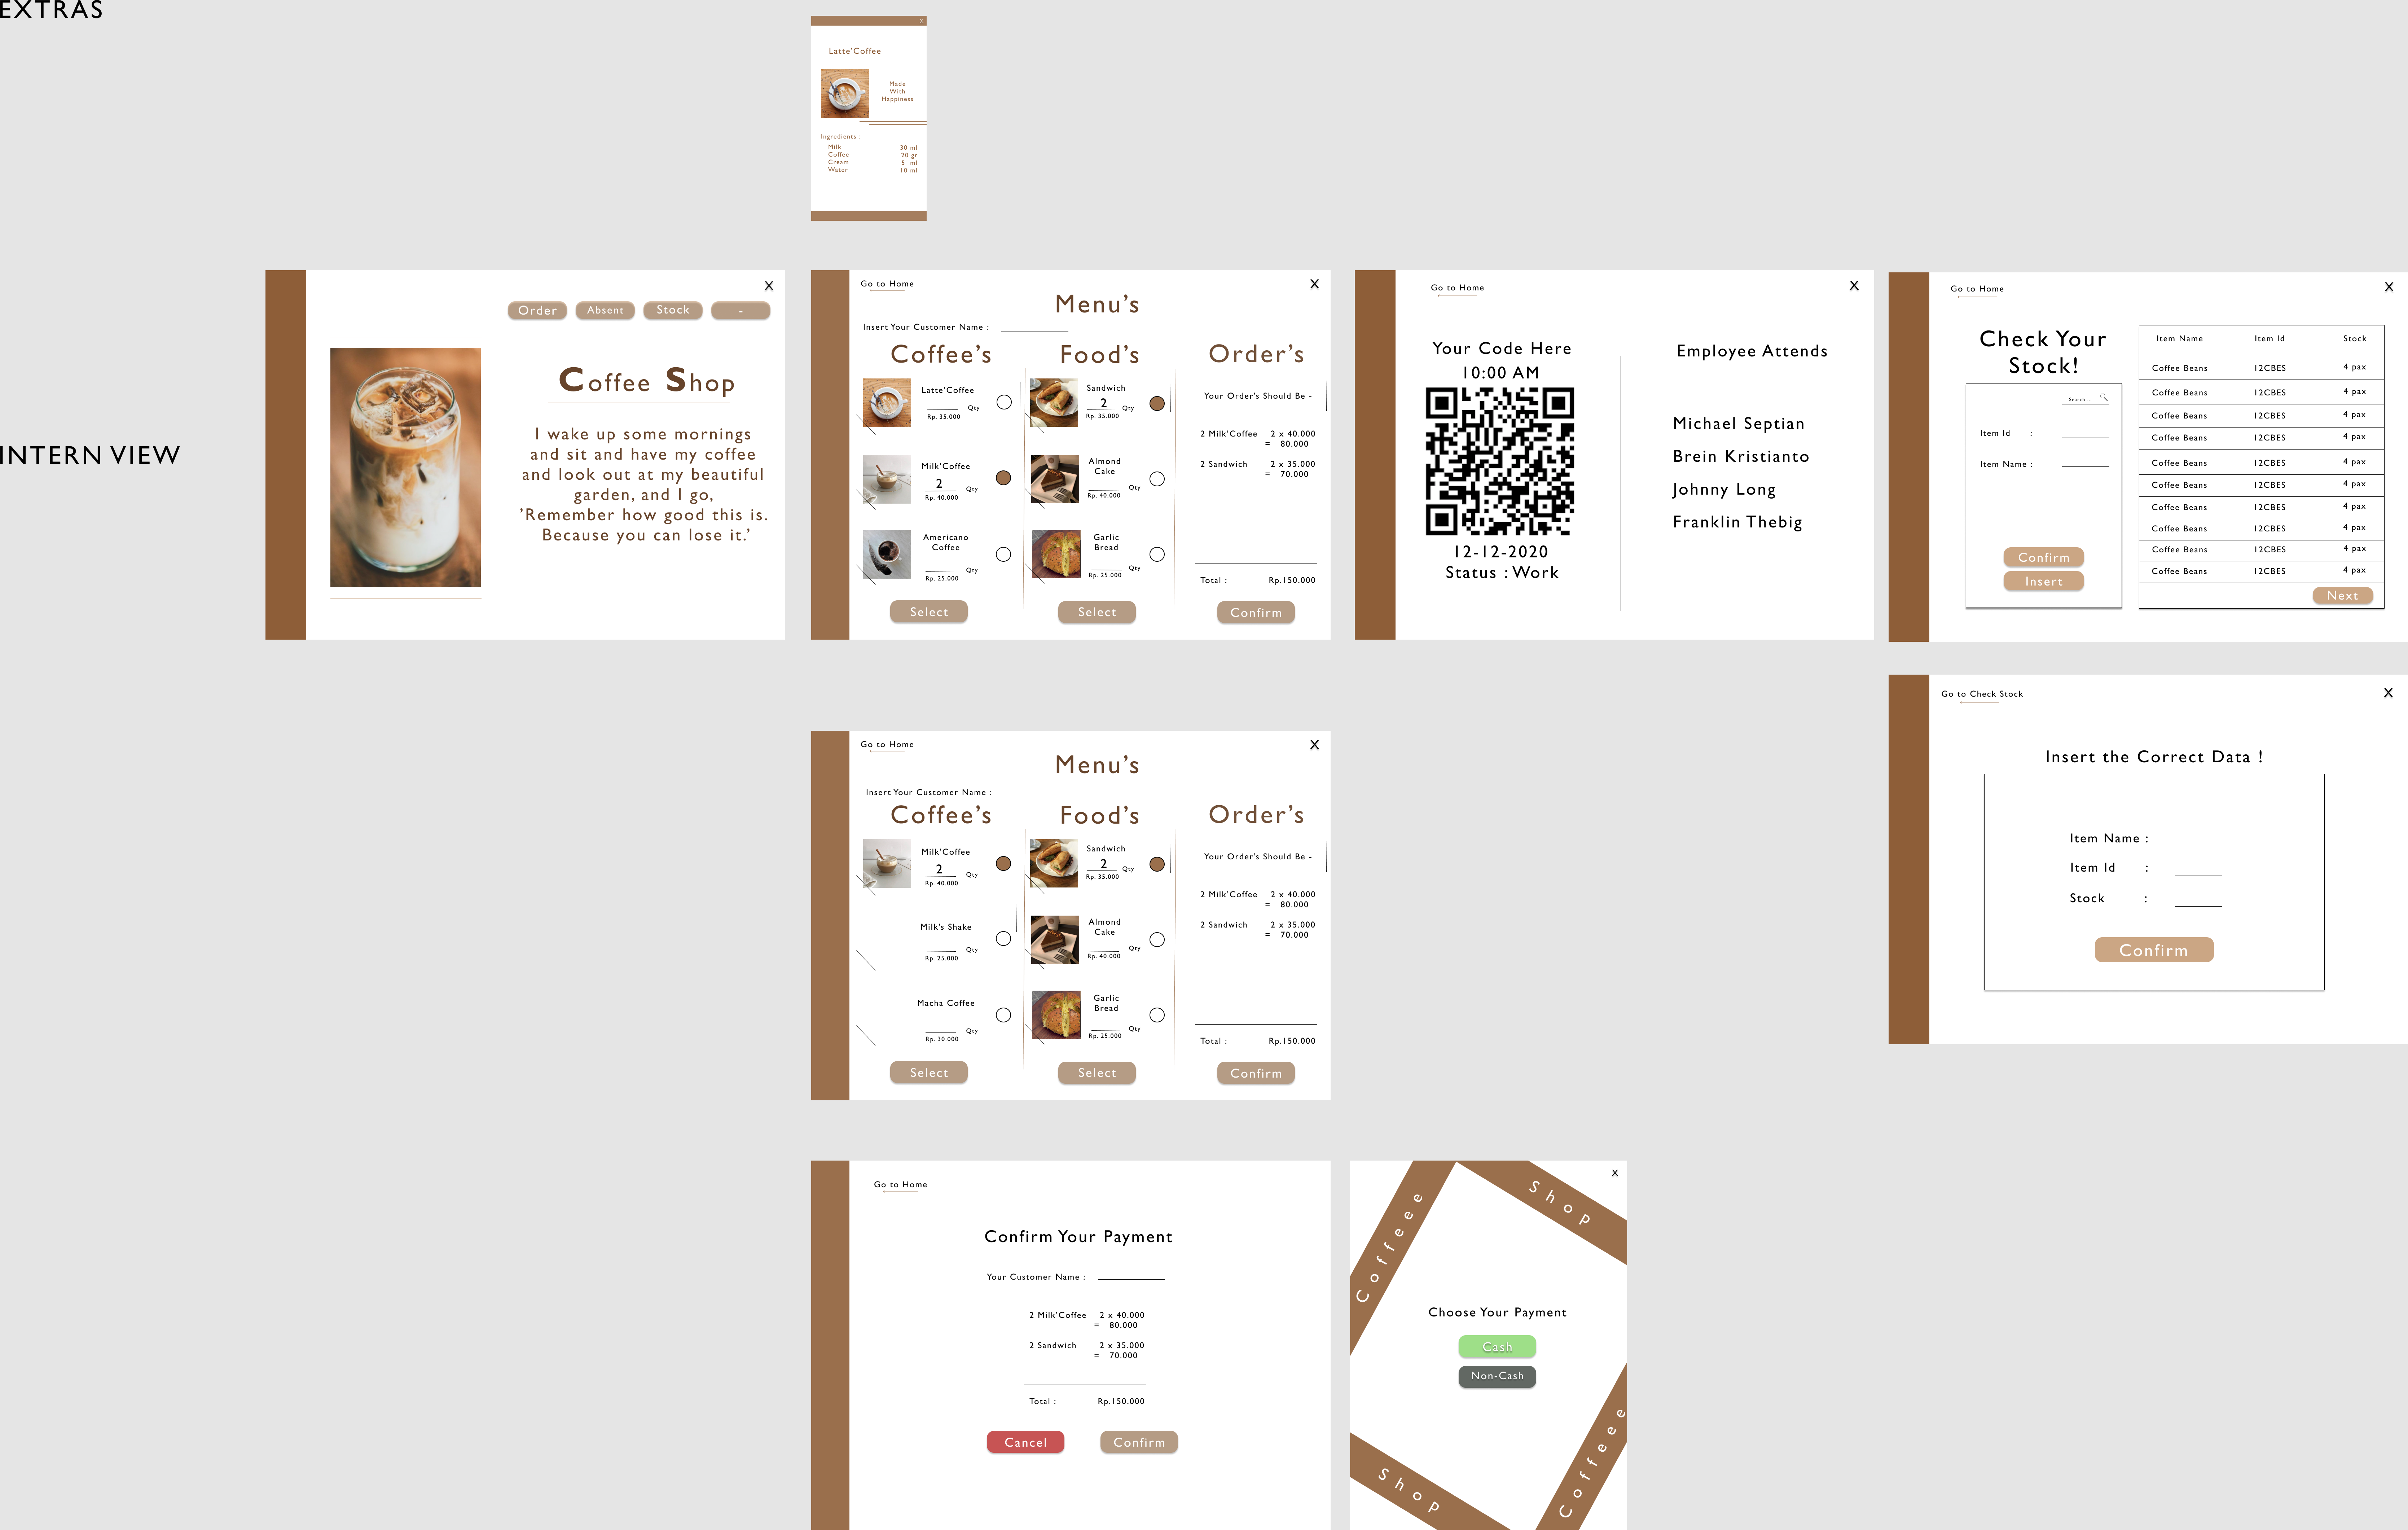 EXTRAS
X
Latte'Coffee
Made
With
Happiness
Ingredients :
Milk 30 ml
Coffee 20 gr
Cream 5 ml
Water 10 ml
INTERN VIEW
X
Order Absent Stock -
Coffee Shop
I wake up some mornings
and sit and have my coffee
and look out at my beautiful
garden, and I go,
'Remember how good this is.
Because you can lose it.'
Go to Home X
Menu's
Insert Your Customer Name :
Coffee's
Latte'Coffee
Qty
Rp. 35.000
Milk'Coffee
2 Qty
Rp. 40.000
Americano
Coffee
Qty
Rp. 25.000
Select
Food's
Sandwich
2 Qty
Rp. 35.000
Almond
Cake
Qty
Rp. 40.000
Garlic
Bread
Qty
Rp. 25.000
Select
Order's
Your Order's Should Be -
2 Milk'Coffee 2 x 40.000
= 80.000
2 Sandwich 2 x 35.000
= 70.000
Total : Rp.150.000
Confirm
Go to Home X
Your Code Here
10:00 AM
12-12-2020
Status : Work
Employee Attends
Michael Septian
Brein Kristianto
Johnny Long
Franklin Thebig
Go to Home X
Check Your
Stock!
Search ...
Item Id :
Item Name :
Confirm
Insert
Item Name Item Id Stock
Coffee Beans 12CBES 4 pax
Coffee Beans 12CBES 4 pax
Coffee Beans 12CBES 4 pax
Coffee Beans 12CBES 4 pax
Coffee Beans 12CBES 4 pax
Coffee Beans 12CBES 4 pax
Coffee Beans 12CBES 4 pax
Coffee Beans 12CBES 4 pax
Coffee Beans 12CBES 4 pax
Coffee Beans 12CBES 4 pax
Next
Go to Check Stock X
Insert the Correct Data !
Item Name :
Item Id :
Stock :
Confirm
Go to Home X
Menu's
Insert Your Customer Name :
Coffee's
Milk'Coffee
2 Qty
Rp. 40.000
Milk's Shake
Qty
Rp. 25.000
Macha Coffee
Qty
Rp. 30.000
Select
Food's
Sandwich
2 Qty
Rp. 35.000
Almond
Cake
Qty
Rp. 40.000
Garlic
Bread
Qty
Rp. 25.000
Select
Order's
Your Order's Should Be -
2 Milk'Coffee 2 x 40.000
= 80.000
2 Sandwich 2 x 35.000
= 70.000
Total : Rp.150.000
Confirm
Go to Home
Confirm Your Payment
Your Customer Name :
2 Milk'Coffee 2 x 40.000
= 80.000
2 Sandwich 2 x 35.000
= 70.000
Total : Rp.150.000
Cancel Confirm
X
Coffee
Shop
Choose Your Payment
Cash
Non-Cash
Shop
Coffee